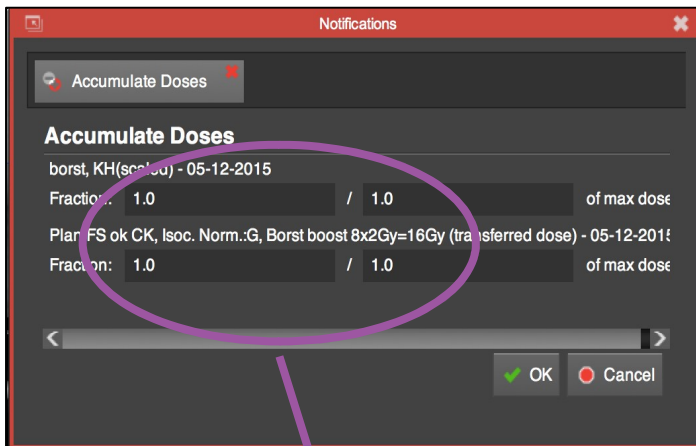 Notifications
Accumulate Doses
Accumulate Doses
borst, KH(scaled) - 05-12-2015
Fraction: 1.0 / 1.0 of max dose
Plan FS ok CK, Isoc. Norm.:G, Borst boost 8x2Gy=16Gy (transferred dose) - 05-12-201
Fraction: 1.0 / 1.0 of max dose
OK Cancel